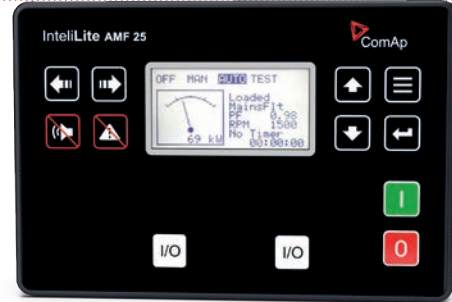 InteliLite AMF 25
ComAp
OFF MAN AUTO TEST
Loaded
MainsFlt
PF 0.98
RPM 1500
No Timer
00:00:00
69 kW
I
I/O
I/O
0